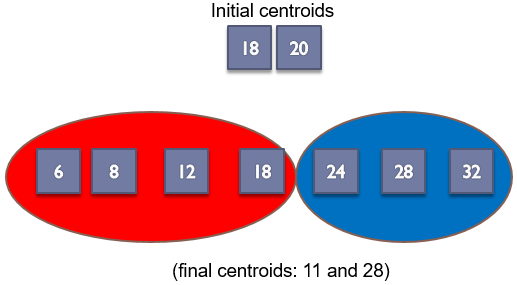 Initial centroids
18 20
6 8 12 18 24 28 32
(final centroids: 11 and 28)